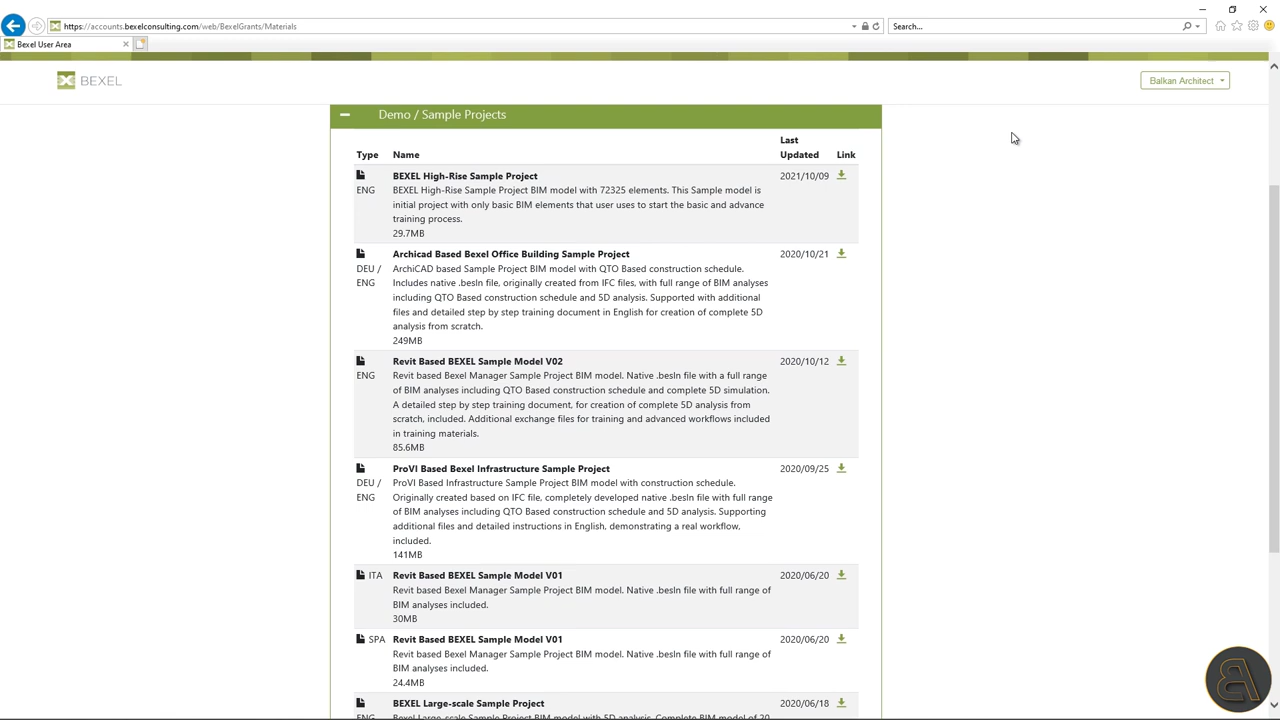 https://accounts.bexelconsulting.com/web/BexelGrants/Materials
Search...
Bexel User Area
BEXEL
Balkan Architect
Demo / Sample Projects
Type Name Last Updated Link
ENG
BEXEL High-Rise Sample Project 2021/10/09
BEXEL High-Rise Sample Project BIM model with 72325 elements. This Sample model is
initial project with only basic BIM elements that user uses to start the basic and advance
training process.
29.7MB
DEU /
ENG
Archicad Based Bexel Office Building Sample Project 2020/10/21
ArchiCAD based Sample Project BIM model with QTO Based construction schedule.
Includes native .besln file, originally created from IFC files, with full range of BIM analyses
including QTO Based construction schedule and 5D analysis. Supported with additional
files and detailed step by step training document in English for creation of complete 5D
analysis from scratch.
249MB
ENG
Revit Based BEXEL Sample Model V02 2020/10/12
Revit based Bexel Manager Sample Project BIM model. Native .besln file with a full range
of BIM analyses including QTO Based construction schedule and complete 5D simulation.
A detailed step by step training document, for creation of complete 5D analysis from
scratch, included. Additional exchange files for training and advanced workflows included
in training materials.
85.6MB
DEU /
ENG
ProVI Based Bexel Infrastructure Sample Project 2020/09/25
ProVI Based Infrastructure Sample Project BIM model with construction schedule.
Originally created based on IFC file, completely developed native .besln file with full range
of BIM analyses including QTO Based construction schedule and 5D analysis. Supporting
additional files and detailed instructions in English, demonstrating a real workflow,
included.
141MB
ITA Revit Based BEXEL Sample Model V01 2020/06/20
Revit based Bexel Manager Sample Project BIM model. Native .besln file with full range of
BIM analyses included.
30MB
SPA Revit Based BEXEL Sample Model V01 2020/06/20
Revit based Bexel Manager Sample Project BIM model. Native .besln file with full range of
BIM analyses included.
24.4MB
BEXEL Large-scale Sample Project 2020/06/18
ENG BEXEL Large-scale Sample Project BIM model with 5D analysis. Complete BIM model of 20